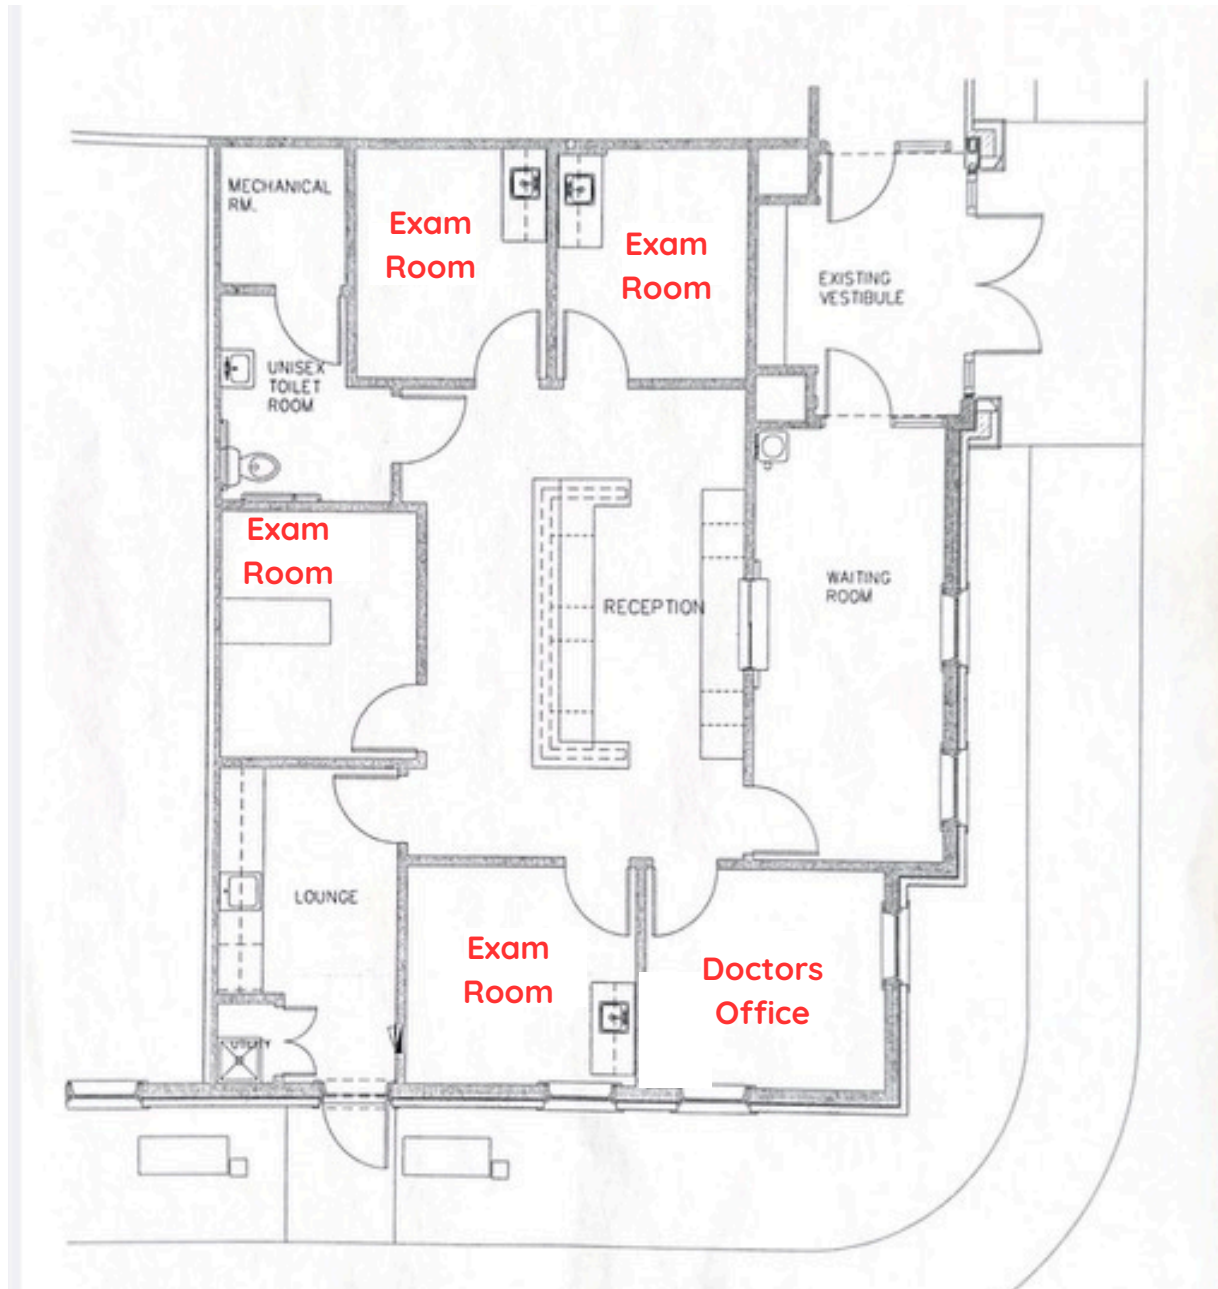 MECHANICAL
RM.
Exam
Room
Exam
Room
EXISTING
VESTIBULE
UNISEX
TOILET
ROOM
Exam
Room
RECEPTION
WAITING
ROOM
LOUNGE
Exam
Room
Doctors
Office
UTILITY